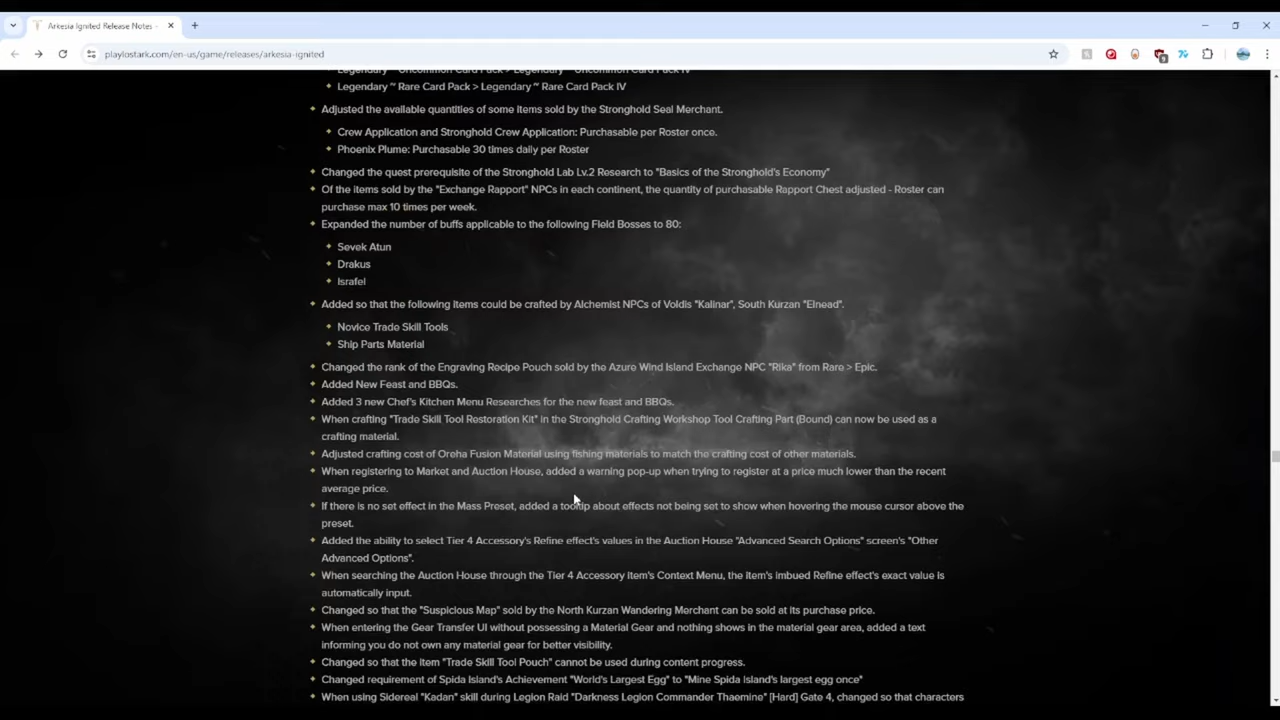 Arkesia Ignited Release Notes -
playlostark.com/en-us/game/releases/arkesia-ignited
Legendary ~ Uncommon Card Pack > Legendary ~ Uncommon Card Pack IV
Legendary ~ Rare Card Pack > Legendary ~ Rare Card Pack IV
Adjusted the available quantities of some items sold by the Stronghold Seal Merchant.
Crew Application and Stronghold Crew Application: Purchasable per Roster once.
Phoenix Plume: Purchasable 30 times daily per Roster
Changed the quest prerequisite of the Stronghold Lab Lv.2 Research to "Basics of the Stronghold's Economy"
Of the items sold by the "Exchange Rapport" NPCs in each continent, the quantity of purchasable Rapport Chest adjusted - Roster can
purchase max 10 times per week.
Expanded the number of buffs applicable to the following Field Bosses to 80:
Sevek Atun
Drakus
Israfel
Added so that the following items could be crafted by Alchemist NPCs of Voldis "Kalinar", South Kurzan "Elnead".
Novice Trade Skill Tools
Ship Parts Material
Changed the rank of the Engraving Recipe Pouch sold by the Azure Wind Island Exchange NPC "Rika" from Rare > Epic.
Added New Feast and BBQs.
Added 3 new Chef's Kitchen Menu Researches for the new feast and BBQs.
When crafting "Trade Skill Tool Restoration Kit" in the Stronghold Crafting Workshop Tool Crafting Part (Bound) can now be used as a
crafting material.
Adjusted crafting cost of Oreha Fusion Material using fishing materials to match the crafting cost of other materials.
When registering to Market and Auction House, added a warning pop-up when trying to register at a price much lower than the recent
average price.
If there is no set effect in the Mass Preset, added a tooltip about effects not being set to show when hovering the mouse cursor above the
preset.
Added the ability to select Tier 4 Accessory's Refine effect's values in the Auction House "Advanced Search Options" screen's "Other
Advanced Options".
When searching the Auction House through the Tier 4 Accessory item's Context Menu, the item's imbued Refine effect's exact value is
automatically input.
Changed so that the "Suspicious Map" sold by the North Kurzan Wandering Merchant can be sold at its purchase price.
When entering the Gear Transfer UI without possessing a Material Gear and nothing shows in the material gear area, added a text
informing you do not own any material gear for better visibility.
Changed so that the item "Trade Skill Tool Pouch" cannot be used during content progress.
Changed requirement of Spida Island's Achievement "World's Largest Egg" to "Mine Spida Island's largest egg once"
When using Sidereal "Kadan" skill during Legion Raid "Darkness Legion Commander Thaemine" [Hard] Gate 4, changed so that characters